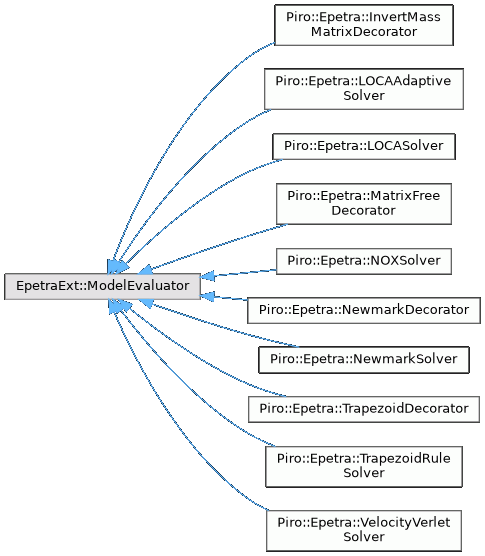 Piro::Epetra::InvertMass
MatrixDecorator
Piro::Epetra::LOCAAdaptive
Solver
Piro::Epetra::LOCASolver
Piro::Epetra::MatrixFree
Decorator
Piro::Epetra::NOXSolver
EpetraExt::ModelEvaluator
Piro::Epetra::NewmarkDecorator
Piro::Epetra::NewmarkSolver
Piro::Epetra::TrapezoidDecorator
Piro::Epetra::TrapezoidRule
Solver
Piro::Epetra::VelocityVerlet
Solver